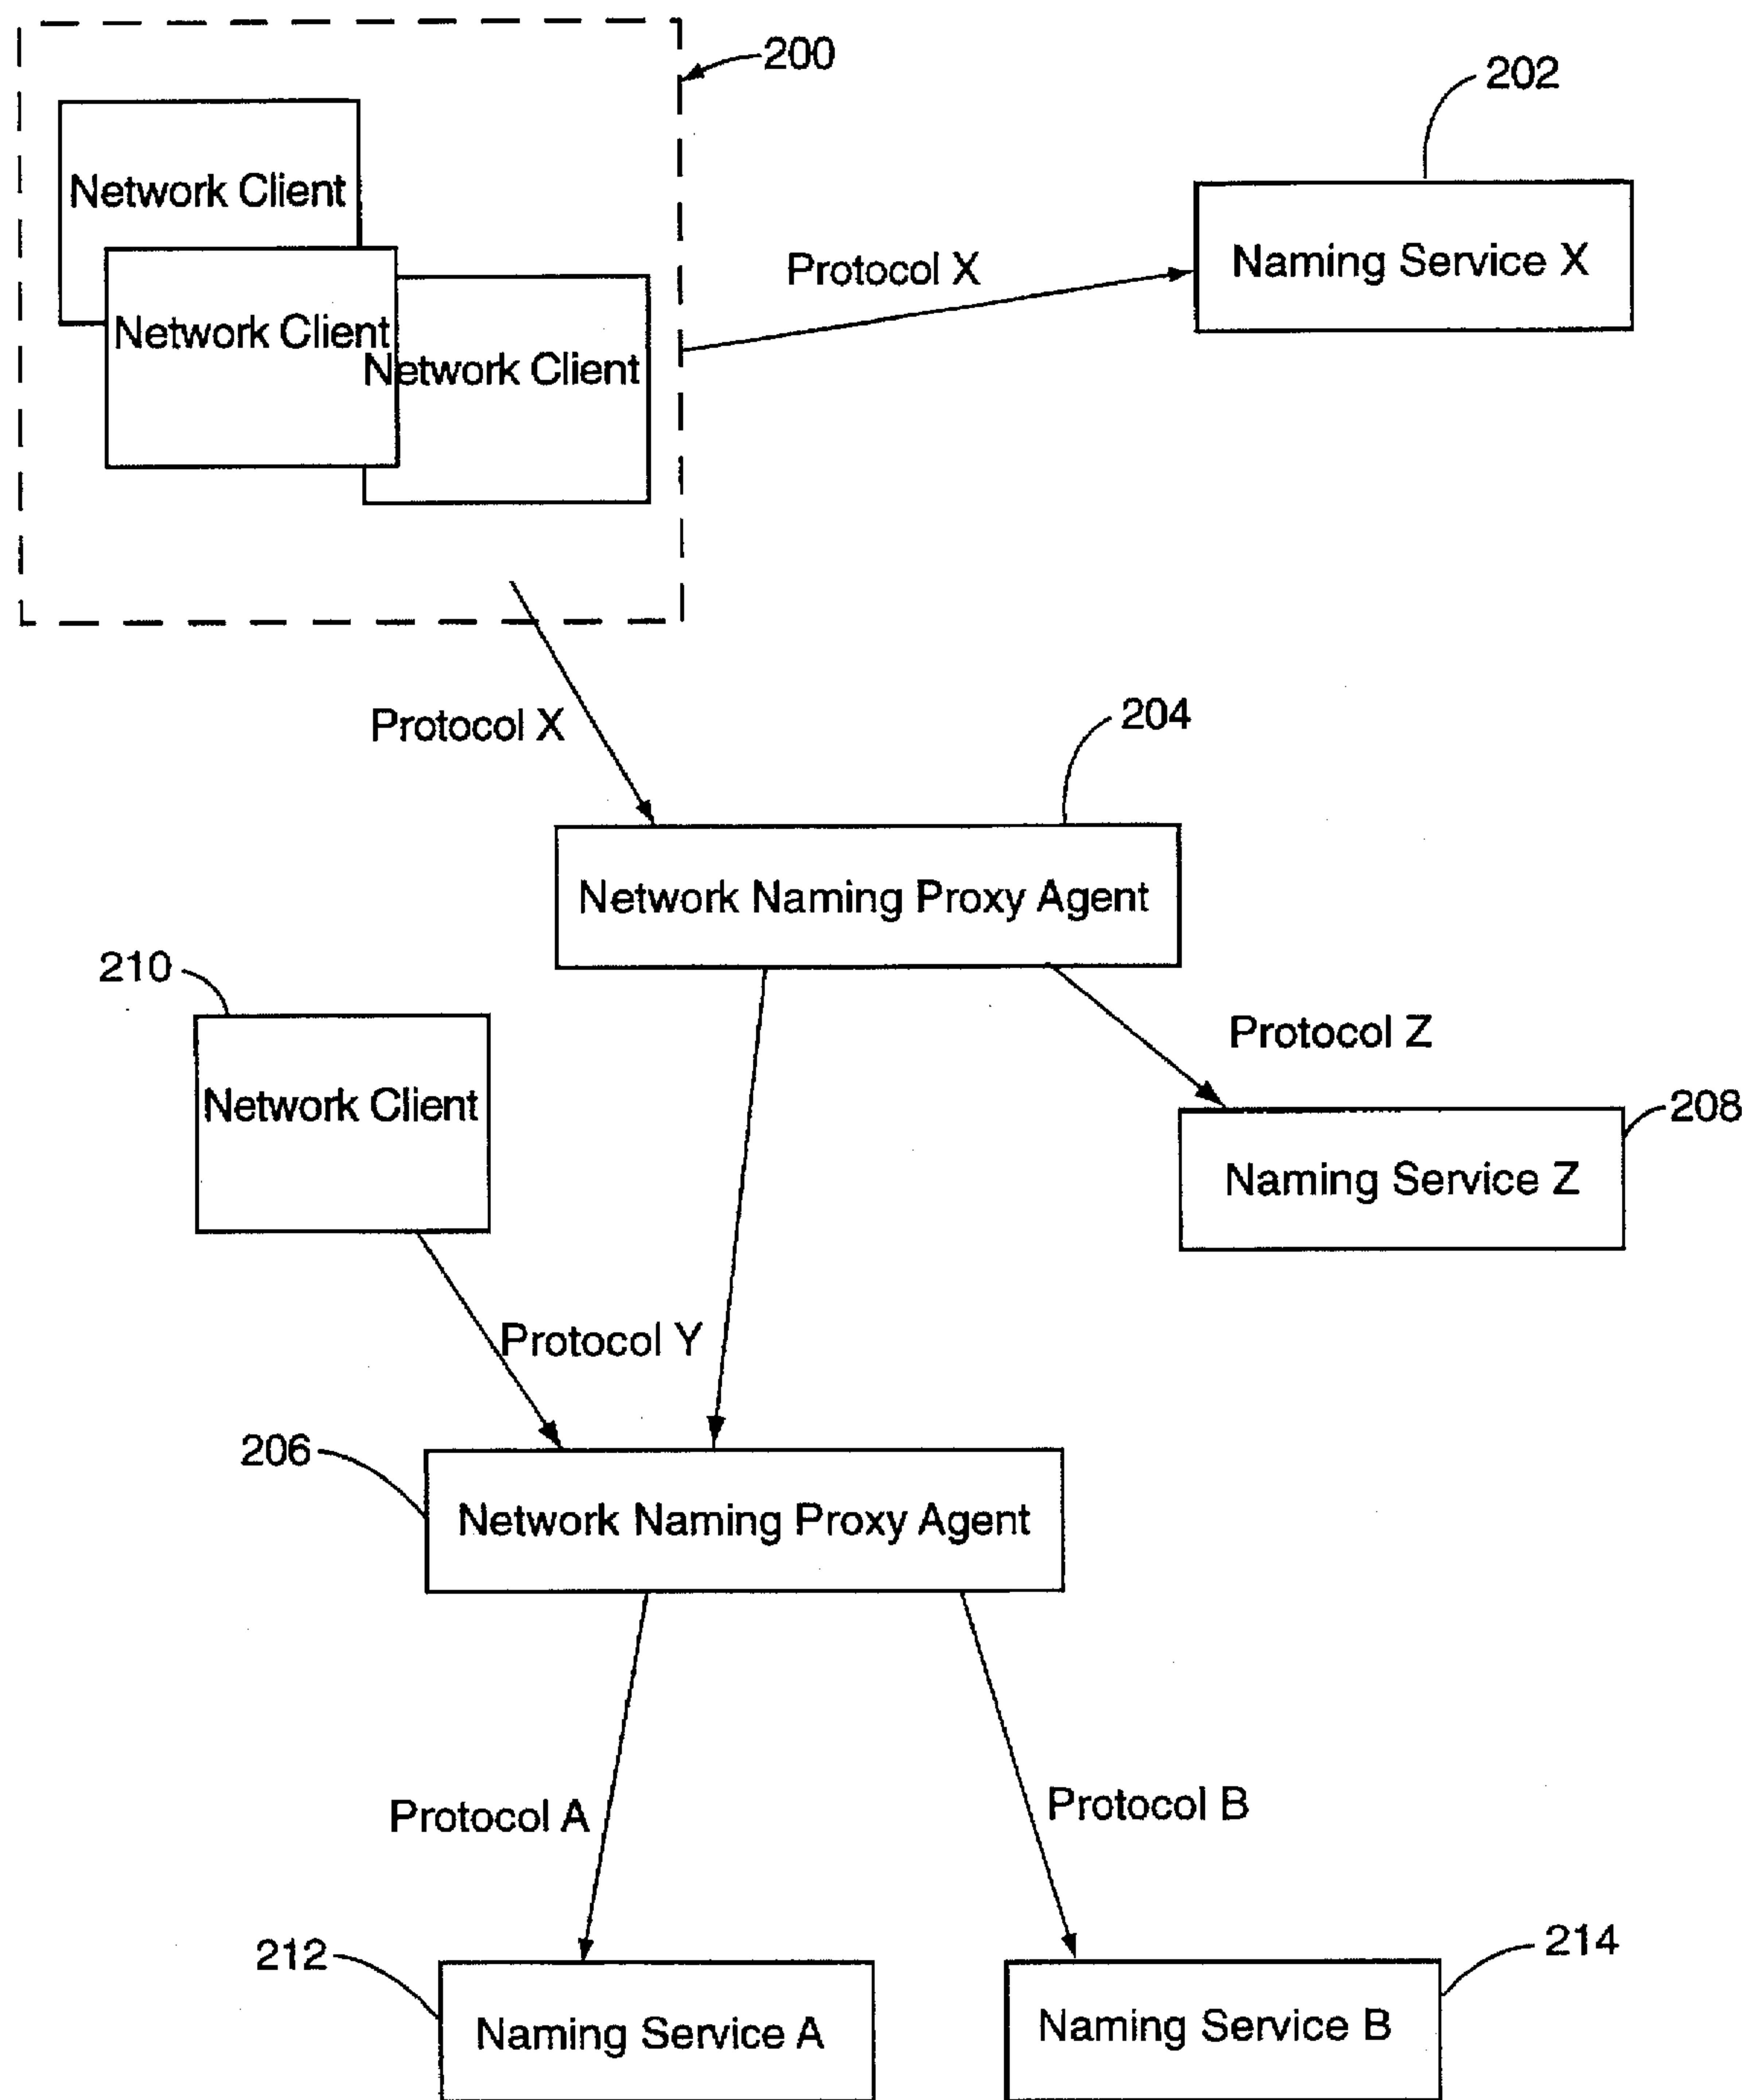 200
202
Network Client
Naming Service X
Protocol X
Network Client
Network Client
Protocol X
204
Network Naming Proxy Agent
210
Protocol Z
Network Client
208
Naming Service Z
Protocol Y
206
Network Naming Proxy Agent
Protocol A
Protocol B
212
214
Naming Service A
Naming Service B